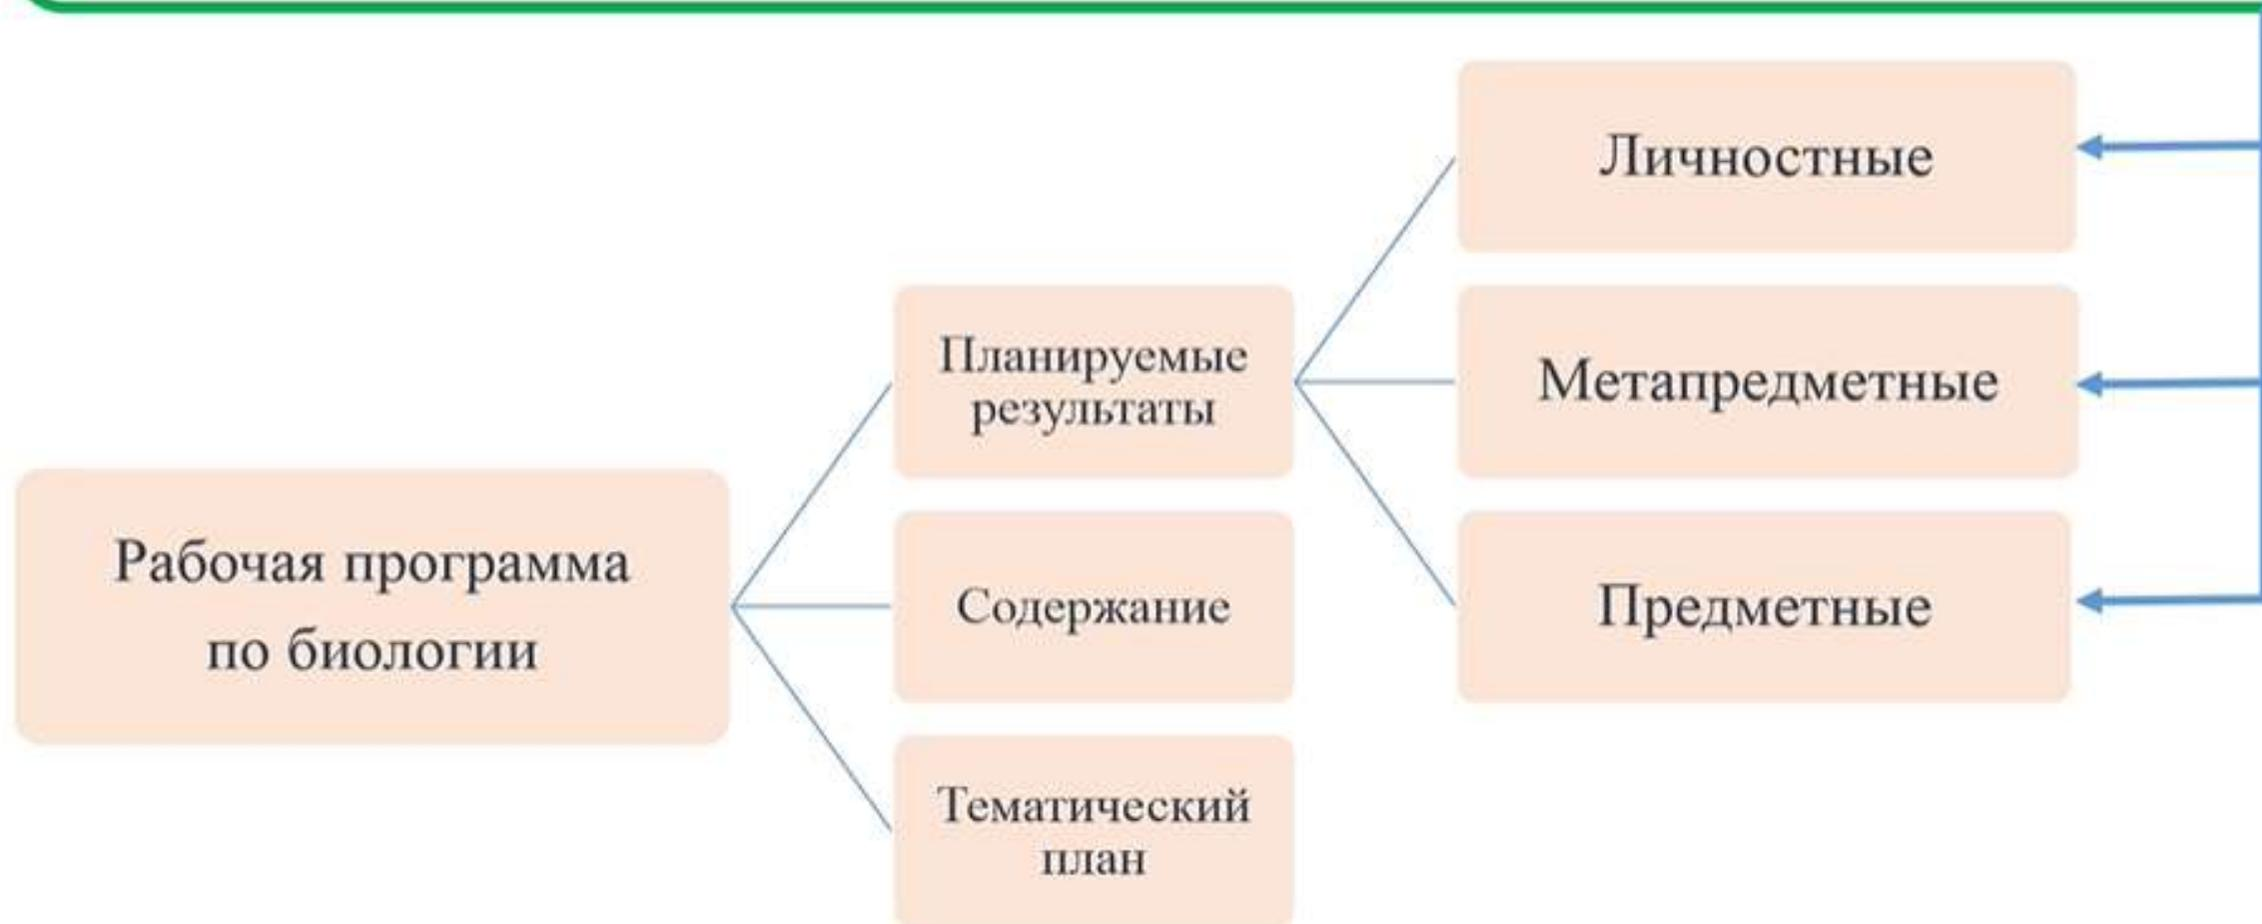 Личностные
Планируемые
результаты
Метапредметные
Рабочая программа
по биологии
Содержание
Предметные
Тематический
план